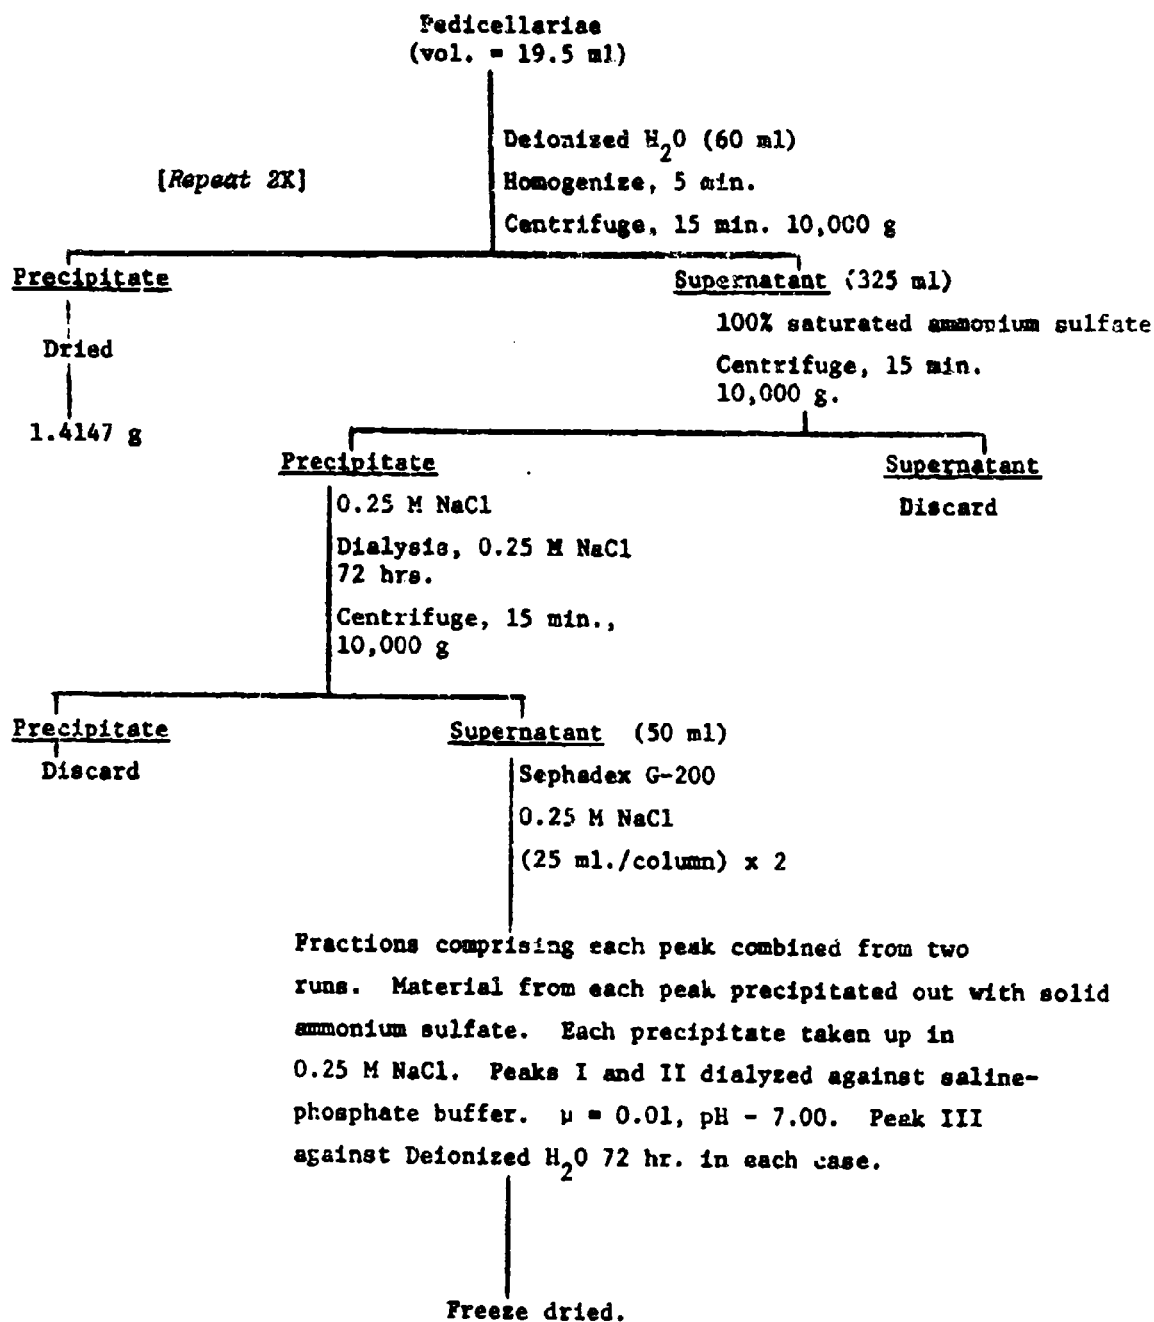 Pedicellariae
(vol. = 19.5 ml)
Deionized H2O (60 ml)
[Repeat 2X]
Homogenize, 5 min.
Centrifuge, 15 min. 10,000 g
Precipitate
Supernatant (325 ml)
100% saturated ammonium sulfate
Dried
Centrifuge, 15 min.
10,000 g.
1.4147 g
Precipitate
Supernatant
0.25 M NaCl
Discard
Dialysis, 0.25 M NaCl
72 hrs.
Centrifuge, 15 min.,
10,000 g
Precipitate
Supernatant (50 ml)
Discard
Sephadex G-200
0.25 M NaCl
(25 ml./column) x 2
Fractions comprising each peak combined from two
runs. Material from each peak precipitated out with solid
ammonium sulfate. Each precipitate taken up in
0.25 M NaCl. Peaks I and II dialyzed against saline-
phosphate buffer. μ = 0.01, pH - 7.00. Peak III
against Deionized H2O 72 hr. in each case.
Freeze dried.